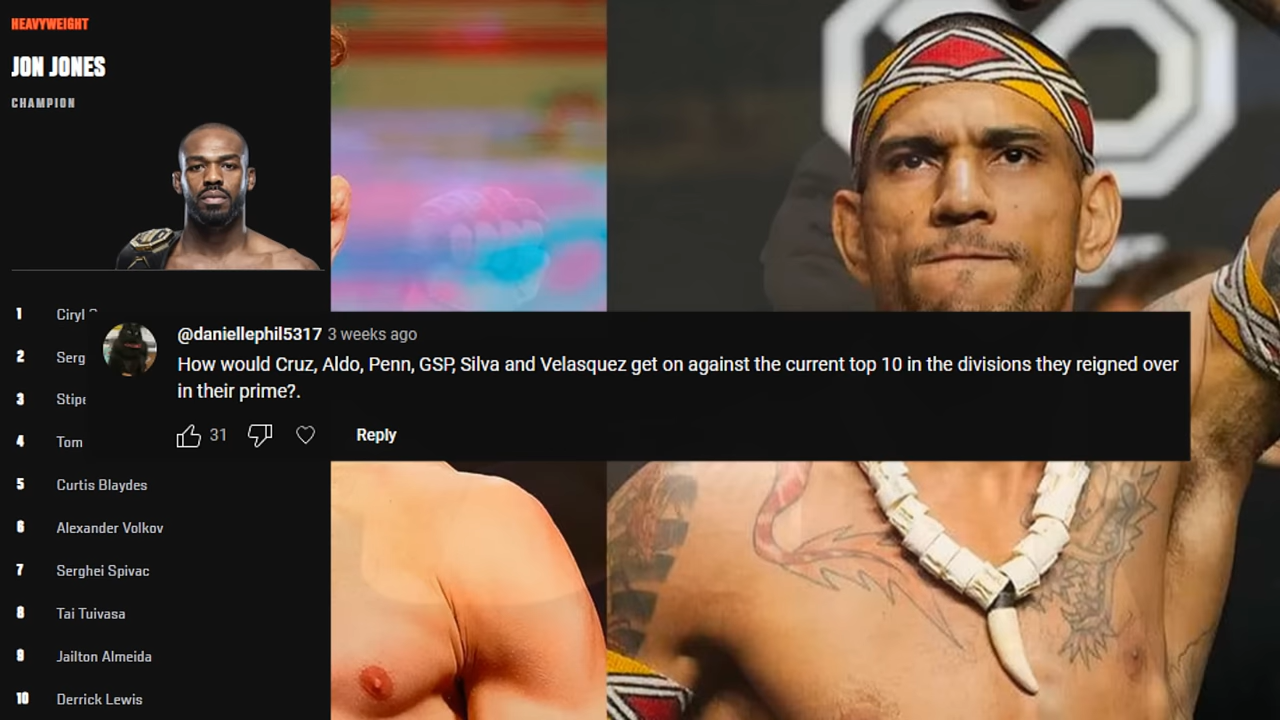 HEAVYWEIGHT
JON JONES
CHAMPION
1 Ciryl
2 Serg
3 Stipe
4 Tom
5 Curtis Blaydes
6 Alexander Volkov
7 Serghei Spivac
8 Tai Tuivasa
9 Jailton Almeida
10 Derrick Lewis
@daniellephil5317 3 weeks ago
How would Cruz, Aldo, Penn, GSP, Silva and Velasquez get on against the current top 10 in the divisions they reigned over
in their prime?.
31 Reply